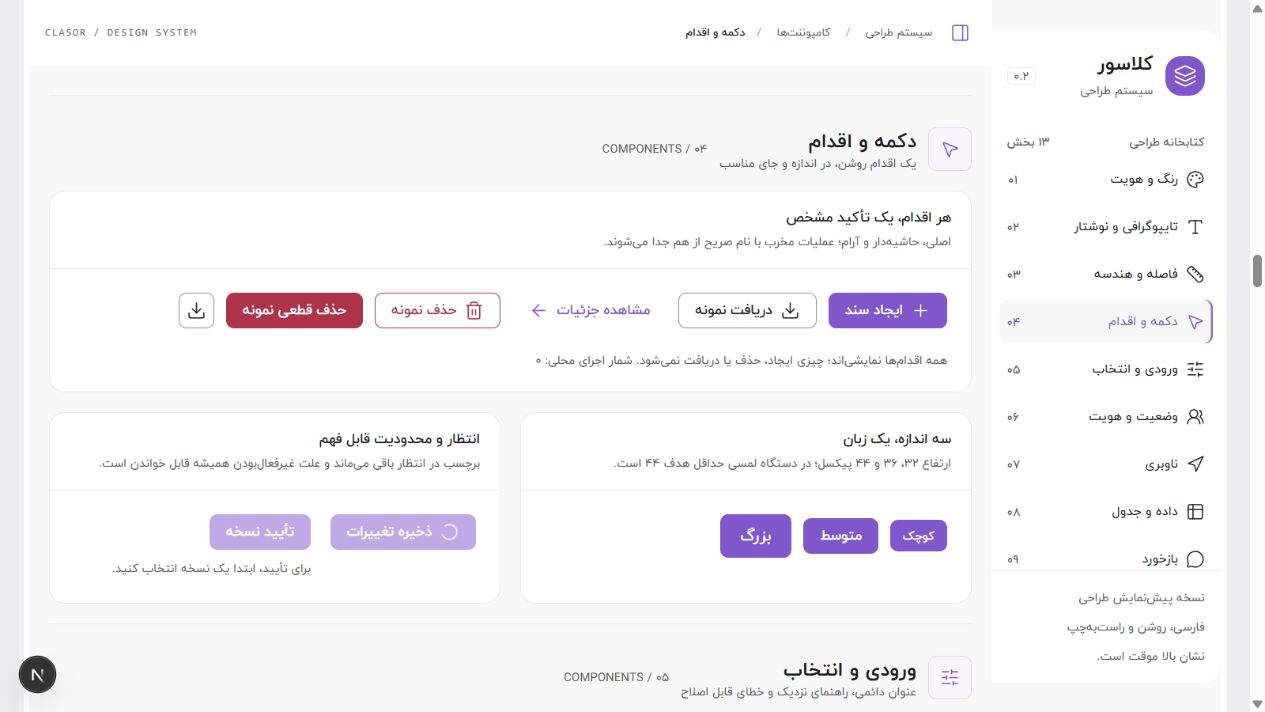 کلاسور
سیستم طراحی
۰.۲
کتابخانه طراحی
۱۳ بخش
رنگ و هویت ۰۱
تایپوگرافی و نوشتار ۰۲
فاصله و هندسه ۰۳
دکمه و اقدام ۰۴
ورودی و انتخاب ۰۵
وضعیت و هویت ۰۶
ناوبری ۰۷
داده و جدول ۰۸
بازخورد ۰۹
نسخه پیش‌نمایش طراحی
فارسی، روشن و راست‌به‌چپ
نشان بالا موقت است.
سیستم طراحی / کامپوننت‌ها / دکمه و اقدام
CLASOR / DESIGN SYSTEM
دکمه و اقدام
COMPONENTS / ۰۴
یک اقدام روشن، در اندازه و جای مناسب
هر اقدام، یک تأکید مشخص
اصلی، حاشیه‌دار و آرام؛ عملیات مخرب با نام صریح از هم جدا می‌شوند.
ایجاد سند
دریافت نمونه
مشاهده جزئیات
حذف نمونه
حذف قطعی نمونه
همه اقدام‌ها نمایشی‌اند؛ چیزی ایجاد، حذف یا دریافت نمی‌شود. شمار اجرای محلی: ۰
سه اندازه، یک زبان
ارتفاع ۳۲، ۳۶ و ۴۴ پیکسل؛ در دستگاه لمسی حداقل هدف ۴۴ است.
کوچک
متوسط
بزرگ
انتظار و محدودیت قابل فهم
برچسب در انتظار باقی می‌ماند و علت غیرفعال‌بودن همیشه قابل خواندن است.
ذخیره تغییرات
تأیید نسخه
برای تأیید، ابتدا یک نسخه انتخاب کنید.
ورودی و انتخاب
COMPONENTS / ۰۵
عنوان دائمی، راهنمای نزدیک و خطای قابل اصلاح
N